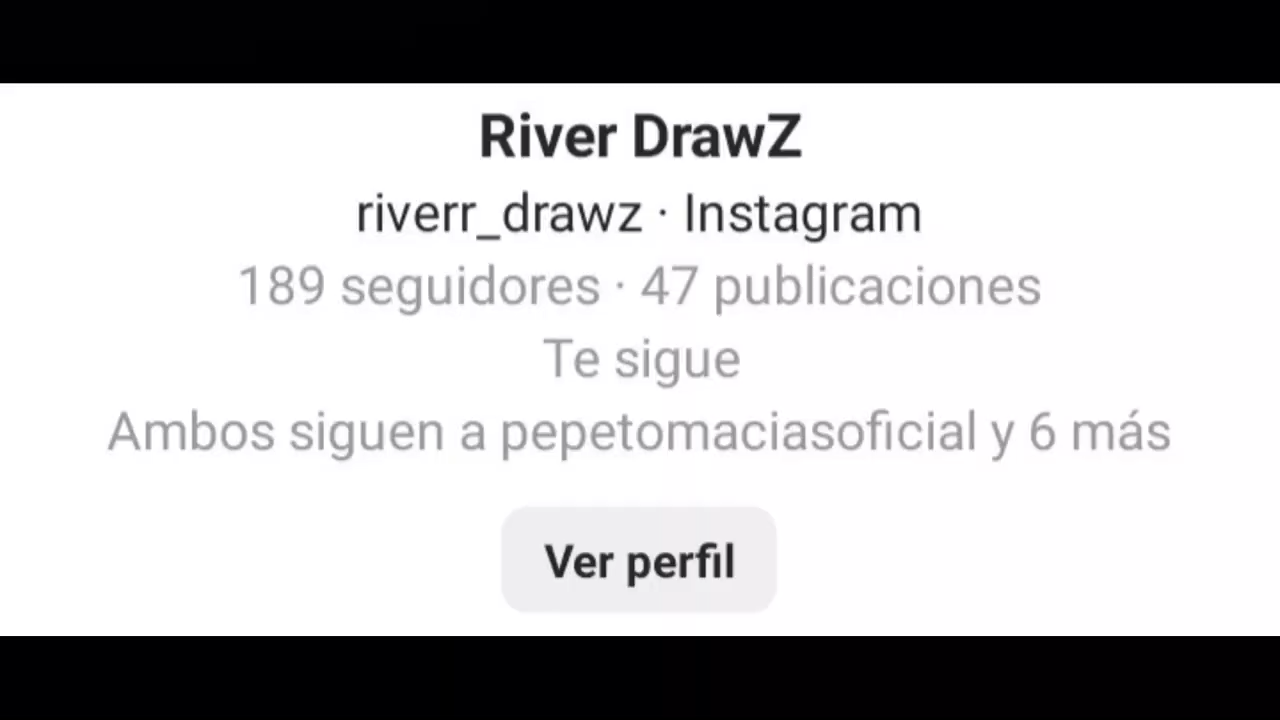 River DrawZ
riverr_drawz · Instagram
189 seguidores · 47 publicaciones
Te sigue
Ambos siguen a pepetomaciasoficial y 6 más
Ver perfil